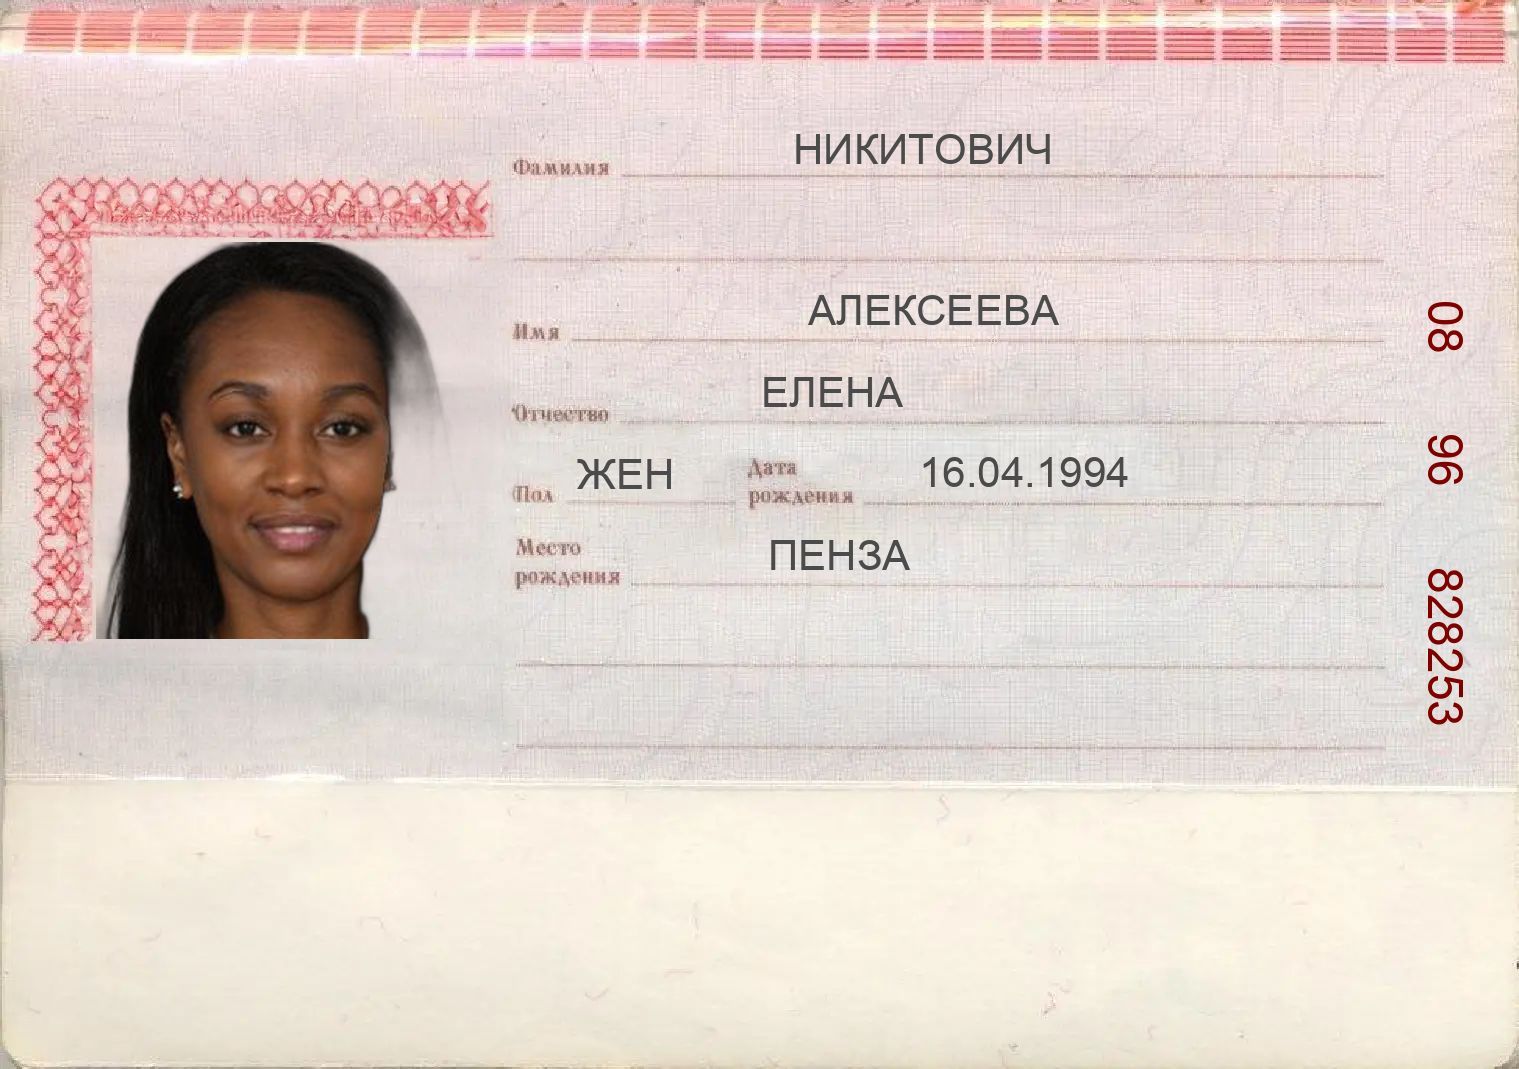 Фамилия НИКИТОВИЧ
Имя АЛЕКСЕЕВА
Отчество ЕЛЕНА
Пол ЖЕН Дата рождения 16.04.1994
Место рождения ПЕНЗА
08 96 828253